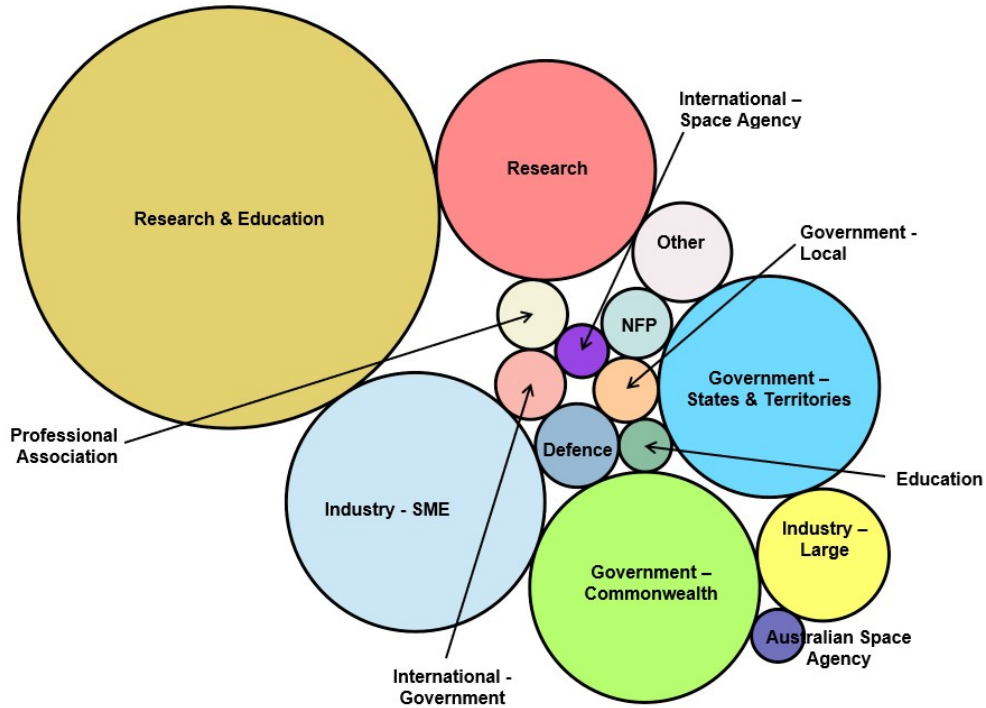 International –
Space Agency
Research
Research & Education
Other
Government -
Local
NFP
Government –
States & Territories
Professional
Association
Defence
Education
Industry - SME
Industry –
Large
Government –
Commonwealth
Australian Space
Agency
International -
Government